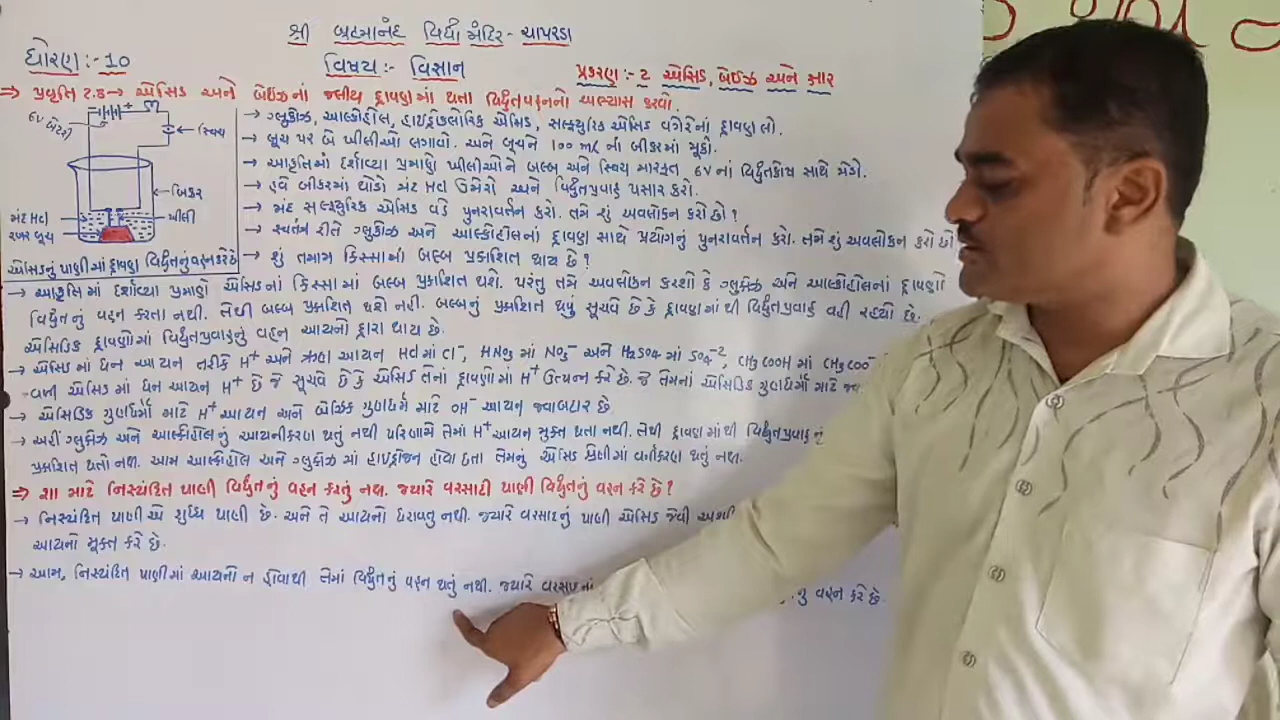 શ્રી બ્રહ્માનંદ વિદ્યા મંદિર - ચાપરડા
ધોરણ :- 10
વિષય :- વિજ્ઞાન
પ્રકરણ :- 2 એસિડ, બેઈઝ અને ક્ષાર
⇒ પ્રવૃત્તિ 2.3 → એસિડ અને બેઈઝનાં જલીય દ્રાવણમાં થતા વિદ્યુતવહનનો અભ્યાસ કરવો.
6V બેટરી
સ્વિચ
બિકર
મંદ Hcl
ખીલી
રબર બૂચ
એસિડનું પાણીમાં દ્રાવણ વિદ્યુતનું વહન કરે છે
→ ગ્લુકોઝ, આલ્કોહોલ, હાઈડ્રોક્લોરિક એસિડ, સલ્ફ્યુરિક એસિડ વગેરેનાં દ્રાવણ લો.
→ બૂચ પર બે ખીલીઓ લગાવો. અને બૂચને 100 mL નાં બીકરમાં મૂકો.
→ આકૃતિમાં દર્શાવ્યા પ્રમાણે ખીલીઓને બલ્બ અને સ્વિચ મારફત 6V નાં વિદ્યુતકોષ સાથે જોડો.
→ હવે બીકરમાં થોડો મંદ Hcl ઉમેરો અને વિદ્યુતપ્રવાહ પસાર કરો.
→ મંદ સલ્ફ્યુરિક એસિડ વડે પુનરાવર્તન કરો. તમે શું અવલોકન કરો છો ?
→ સ્વતંત્ર રીતે ગ્લુકોઝ અને આલ્કોહોલનાં દ્રાવણ સાથે પ્રયોગનું પુનરાવર્તન કરો. તમે શું અવલોકન કરો છો
→ શું તમામ કિસ્સામાં બલ્બ પ્રકાશિત થાય છે ?
→ આકૃતિમાં દર્શાવ્યા પ્રમાણે એસિડનાં કિસ્સામાં બલ્બ પ્રકાશિત થશે. પરંતુ તમે અવલોકન કરશો કે ગ્લુકોઝ અને આલ્કોહોલનાં દ્રાવણો
વિદ્યુતનું વહન કરતા નથી. તેથી બલ્બ પ્રકાશિત થશે નહી. બલ્બનું પ્રકાશિત થવું સૂચવે છે કે દ્રાવણમાંથી વિદ્યુતપ્રવાહ વહી રહ્યો છે.
એસિડિક દ્રાવણોમાં વિદ્યુતપ્રવાહનું વહન આયનો દ્વારા થાય છે.
→ એસિડમાં ધન આયન તરીકે H⁺ અને ઋણ આયન Hcl માં Cl⁻, HNO₃ માં NO₃⁻ અને H₂SO₄ માં SO₄⁻², CH₃COOH માં CH₃COO⁻
વળી એસિડમાં ધન આયન H⁺ છે જે સૂચવે છે કે એસિડ તેનાં દ્રાવણોમાં H⁺ ઉત્પન્ન કરે છે. જે તેમનાં એસિડિક ગુણધર્મો માટે
→ એસિડિક ગુણધર્મો માટે H⁺ આયન અને બેઝિક ગુણધર્મ માટે OH⁻ આયન જવાબદાર છે
→ અહીં ગ્લુકોઝ અને આલ્કોહોલનું આયનીકરણ થતું નથી પરિણામે તેમાં H⁺ આયન મુક્ત થતા નથી. તેથી દ્રાવણમાંથી વિદ્યુતપ્રવાહનું
પ્રકાશિત થતો નથી. આમ આલ્કોહોલ અને ગ્લુકોઝમાં હાઈડ્રોજન હોવા છતા તેમનું એસિડ શ્રેણીમાં વર્ગીકરણ થતું નથી.
⇒ શા માટે નિસ્યંદિત પાણી વિદ્યુતનું વહન કરતું નથી. જ્યારે વરસાદી પાણી વિદ્યુતનું વહન કરે છે ?
→ નિસ્યંદિત પાણી એ શુધ્ધ પાણી છે. અને તે આયનો ધરાવતુ નથી. જ્યારે વરસાદનું પાણી એસિડ જેવી
આયનો મૂક્ત કરે છે.
→ આમ, નિસ્યંદિત પાણીમાં આયનો ન હોવાથી તેમાં વિદ્યુતનું વહન થતું નથી. જ્યારે વરસાદનાં નુ વહન કરે છે.